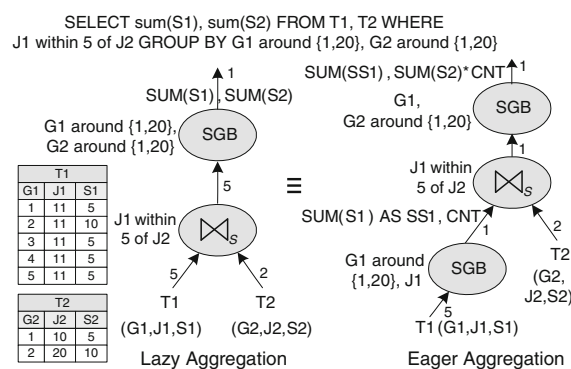 SELECT sum(S1), sum(S2) FROM T1, T2 WHERE
J1 within 5 of J2 GROUP BY G1 around {1,20}, G2 around {1,20}
1
SUM(S1), SUM(S2)
G1 around {1,20},
G2 around {1,20}
SGB
5
J1 within
5 of J2
⋈S
5
2
T1
(G1,J1,S1)
T2
(G2,J2,S2)
Lazy Aggregation
T1
G1 J1 S1
1 11 5
2 11 10
3 11 5
4 11 5
5 11 5
T2
G2 J2 S2
1 10 5
2 20 10
≡
1
SUM(SS1), SUM(S2)*CNT
G1,
G2 around {1,20}
SGB
1
J1 within
5 of J2
⋈S
SUM(S1) AS SS1, CNT
1
2
T2
(G2,
J2,S2)
G1 around
{1,20}, J1
SGB
5
T1 (G1,J1,S1)
Eager Aggregation